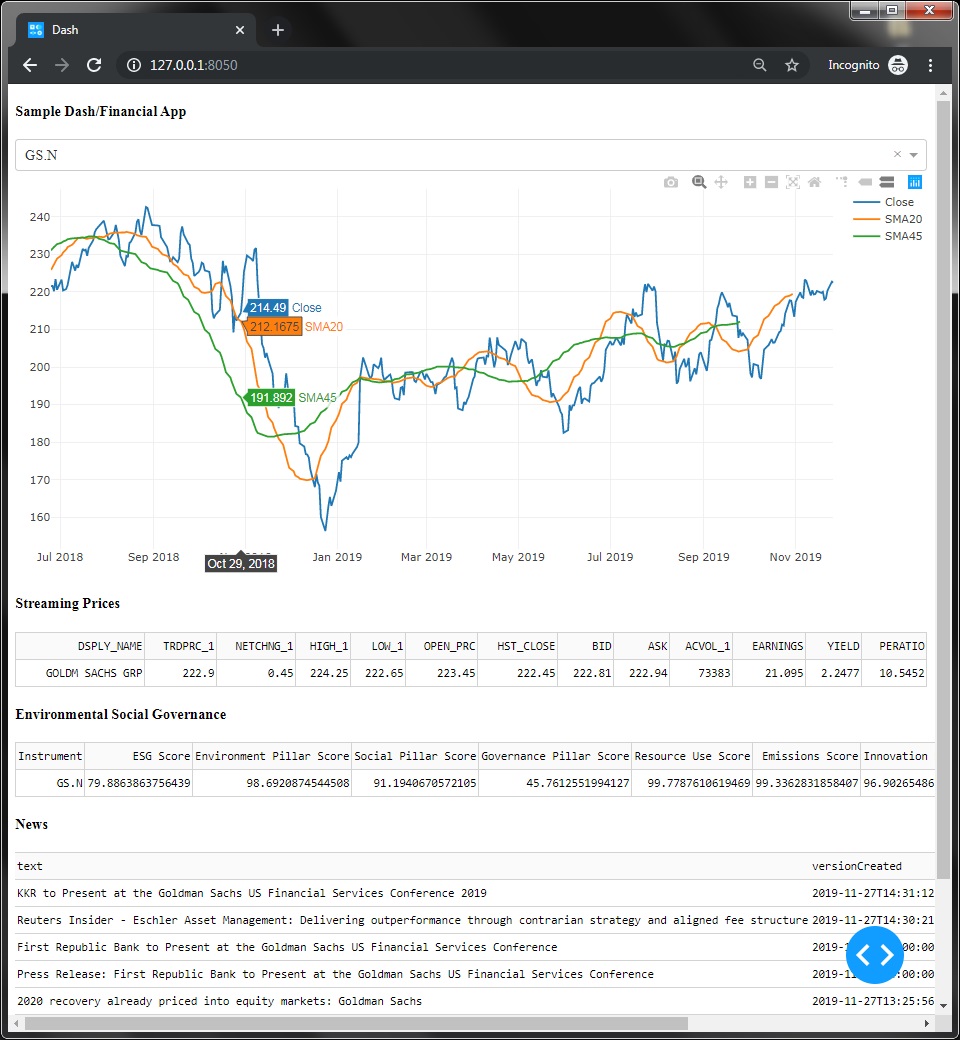 Dash
127.0.0.1:8050
Incognito
Sample Dash/Financial App
GS.N
Close
SMA20
SMA45
240
230
220
210
200
190
180
170
160
214.49 Close
212.1675 SMA20
191.892 SMA45
Jul 2018 Sep 2018 Jan 2019 Mar 2019 May 2019 Jul 2019 Sep 2019 Nov 2019
Oct 29, 2018
Streaming Prices
DSPLY_NAME TRDPRC_1 NETCHNG_1 HIGH_1 LOW_1 OPEN_PRC HST_CLOSE BID ASK ACVOL_1 EARNINGS YIELD PERATIO
GOLDM SACHS GRP 222.9 0.45 224.25 222.65 223.45 222.45 222.81 222.94 73383 21.095 2.2477 10.5452
Environmental Social Governance
Instrument ESG Score Environment Pillar Score Social Pillar Score Governance Pillar Score Resource Use Score Emissions Score Innovation
GS.N 79.8863863756439 98.6920874544508 91.1940670572105 45.7612551994127 99.7787610619469 99.3362831858407 96.90265486
News
text versionCreated
KKR to Present at the Goldman Sachs US Financial Services Conference 2019 2019-11-27T14:31:12
Reuters Insider - Eschler Asset Management: Delivering outperformance through contrarian strategy and aligned fee structure 2019-11-27T14:30:21
First Republic Bank to Present at the Goldman Sachs US Financial Services Conference 2019-1 00:00
Press Release: First Republic Bank to Present at the Goldman Sachs US Financial Services Conference 2019-1 00:00
2020 recovery already priced into equity markets: Goldman Sachs 2019-11-27T13:25:56